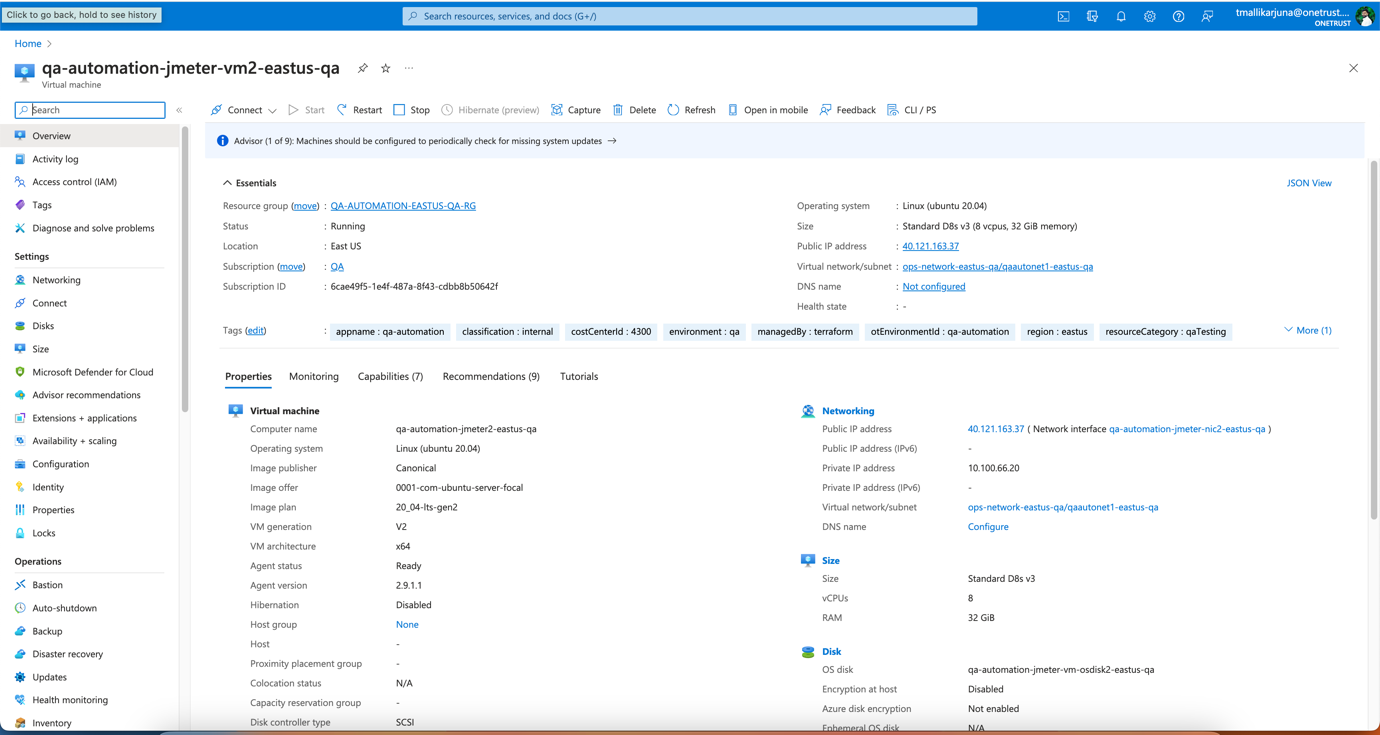 Click to go back, hold to see history
Search resources, services, and docs (G+/)
tmallikarjuna@onetrust....
ONETRUST
Home
qa-automation-jmeter-vm2-eastus-qa
Virtual machine
Search
Connect
Start
Restart
Stop
Hibernate (preview)
Capture
Delete
Refresh
Open in mobile
Feedback
CLI / PS
Overview
Activity log
Access control (IAM)
Tags
Diagnose and solve problems
Settings
Networking
Connect
Disks
Size
Microsoft Defender for Cloud
Advisor recommendations
Extensions + applications
Availability + scaling
Configuration
Identity
Properties
Locks
Operations
Bastion
Auto-shutdown
Backup
Disaster recovery
Updates
Health monitoring
Inventory
Advisor (1 of 9): Machines should be configured to periodically check for missing system updates →
Essentials
JSON View
Resource group (move) : QA-AUTOMATION-EASTUS-QA-RG
Status : Running
Location : East US
Subscription (move) : QA
Subscription ID : 6cae49f5-1e4f-487a-8f43-cdbb8b50642f
Operating system : Linux (ubuntu 20.04)
Size : Standard D8s v3 (8 vcpus, 32 GiB memory)
Public IP address : 40.121.163.37
Virtual network/subnet : ops-network-eastus-qa/qaautonet1-eastus-qa
DNS name : Not configured
Health state : -
Tags (edit) : appname : qa-automation classification : internal costCenterId : 4300 environment : qa managedBy : terraform otEnvironmentId : qa-automation region : eastus resourceCategory : qaTesting More (1)
Properties Monitoring Capabilities (7) Recommendations (9) Tutorials
Virtual machine
Computer name qa-automation-jmeter2-eastus-qa
Operating system Linux (ubuntu 20.04)
Image publisher Canonical
Image offer 0001-com-ubuntu-server-focal
Image plan 20_04-lts-gen2
VM generation V2
VM architecture x64
Agent status Ready
Agent version 2.9.1.1
Hibernation Disabled
Host group None
Host -
Proximity placement group -
Colocation status N/A
Capacity reservation group -
Disk controller type SCSI
Networking
Public IP address 40.121.163.37 ( Network interface qa-automation-jmeter-nic2-eastus-qa )
Public IP address (IPv6) -
Private IP address 10.100.66.20
Private IP address (IPv6) -
Virtual network/subnet ops-network-eastus-qa/qaautonet1-eastus-qa
DNS name Configure
Size
Size Standard D8s v3
vCPUs 8
RAM 32 GiB
Disk
OS disk qa-automation-jmeter-vm-osdisk2-eastus-qa
Encryption at host Disabled
Azure disk encryption Not enabled
Ephemeral OS disk N/A